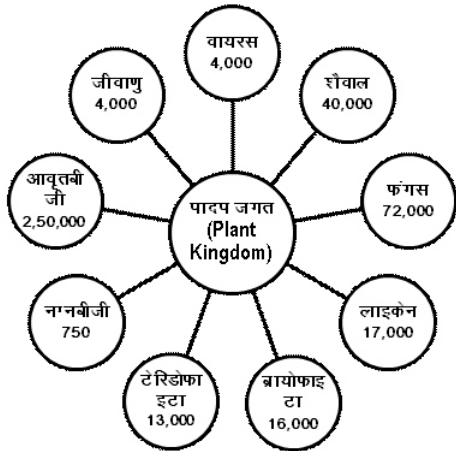 वायरस
4,000
शैवाल
40,000
फंगस
72,000
लाइकेन
17,000
ब्रायोफाइ
टा
16,000
टेरिडोफा
इटा
13,000
नग्नबीजी
750
आवृतबी
जी
2,50,000
जीवाणु
4,000
पादप जगत
(Plant
Kingdom)